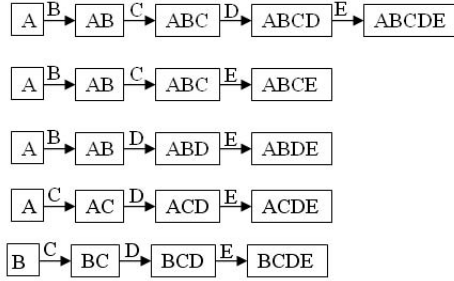 A B AB C ABC D ABCD E ABCDE
A B AB C ABC E ABCE
A B AB D ABD E ABDE
A C AC D ACD E ACDE
B C BC D BCD E BCDE